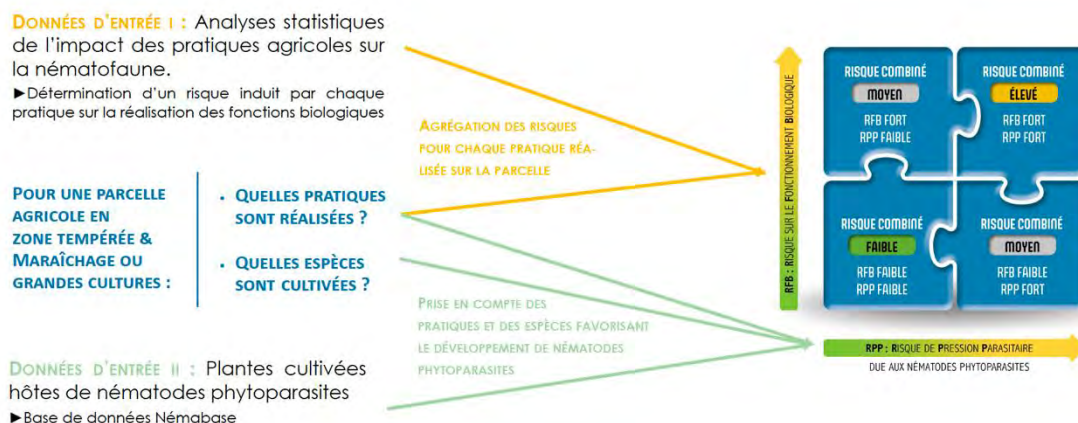 DONNÉES D'ENTRÉE I : Analyses statistiques
de l'impact des pratiques agricoles sur
la nématofaune.
►Détermination d'un risque induit par chaque
pratique sur la réalisation des fonctions biologiques
POUR UNE PARCELLE
AGRICOLE EN
ZONE TEMPÉRÉE &
MARAÎCHAGE OU
GRANDES CULTURES :
• QUELLES PRATIQUES
SONT RÉALISÉES ?
• QUELLES ESPÈCES
SONT CULTIVÉES ?
DONNÉES D'ENTRÉE II : Plantes cultivées
hôtes de nématodes phytoparasites
►Base de données Némabase
AGRÉGATION DES RISQUES
POUR CHAQUE PRATIQUE RÉA-
LISÉE SUR LA PARCELLE
PRISE EN COMPTE DES
PRATIQUES ET DES ESPÈCES FAVORISANT
LE DÉVELOPPEMENT DE NÉMATODES
PHYTOPARASITES
RFB : RISQUE SUR LE FONCTIONNEMENT BIOLOGIQUE
RISQUE COMBINÉ
MOYEN
RFB FORT
RPP FAIBLE
RISQUE COMBINÉ
ÉLEVÉ
RFB FORT
RPP FORT
RISQUE COMBINÉ
FAIBLE
RFB FAIBLE
RPP FAIBLE
RISQUE COMBINÉ
MOYEN
RFB FAIBLE
RPP FORT
RPP : RISQUE DE PRESSION PARASITAIRE
DUE AUX NÉMATODES PHYTOPARASITES